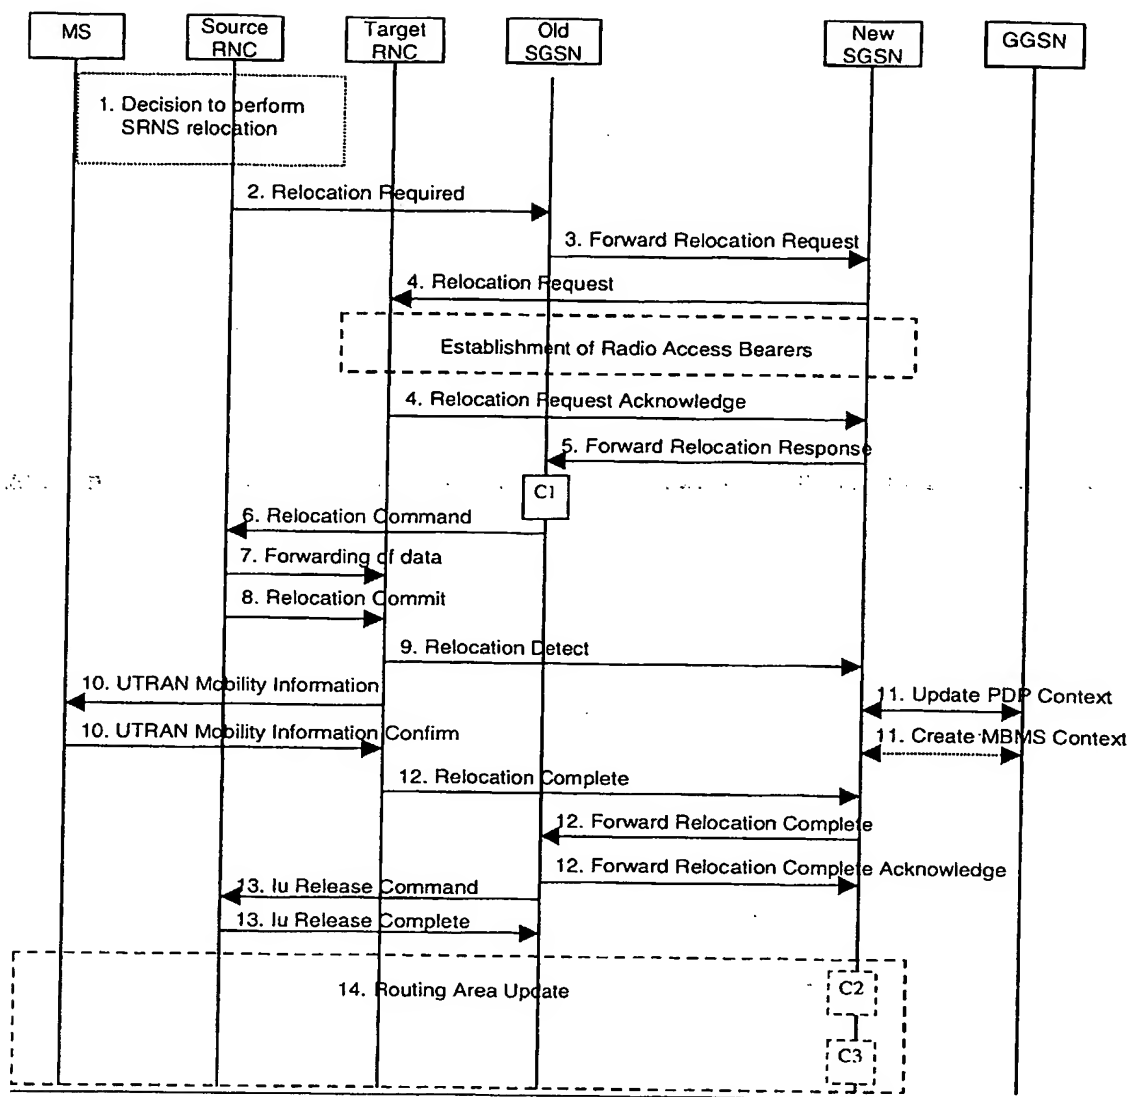 MS
Source
RNC
Target
RNC
Old
SGSN
New
SGSN
GGSN
1. Decision to perform
SRNS relocation
2. Relocation Required
3. Forward Relocation Request
4. Relocation Request
Establishment of Radio Access Bearers
4. Relocation Request Acknowledge
5. Forward Relocation Response
C1
6. Relocation Command
7. Forwarding of data
8. Relocation Commit
9. Relocation Detect
10. UTRAN Mobility Information
11. Update PDP Context
10. UTRAN Mobility Information Confirm
11. Create MBMS Context
12. Relocation Complete
12. Forward Relocation Complete
12. Forward Relocation Complete Acknowledge
13. Iu Release Command
13. Iu Release Complete
14. Routing Area Update
C2
C3